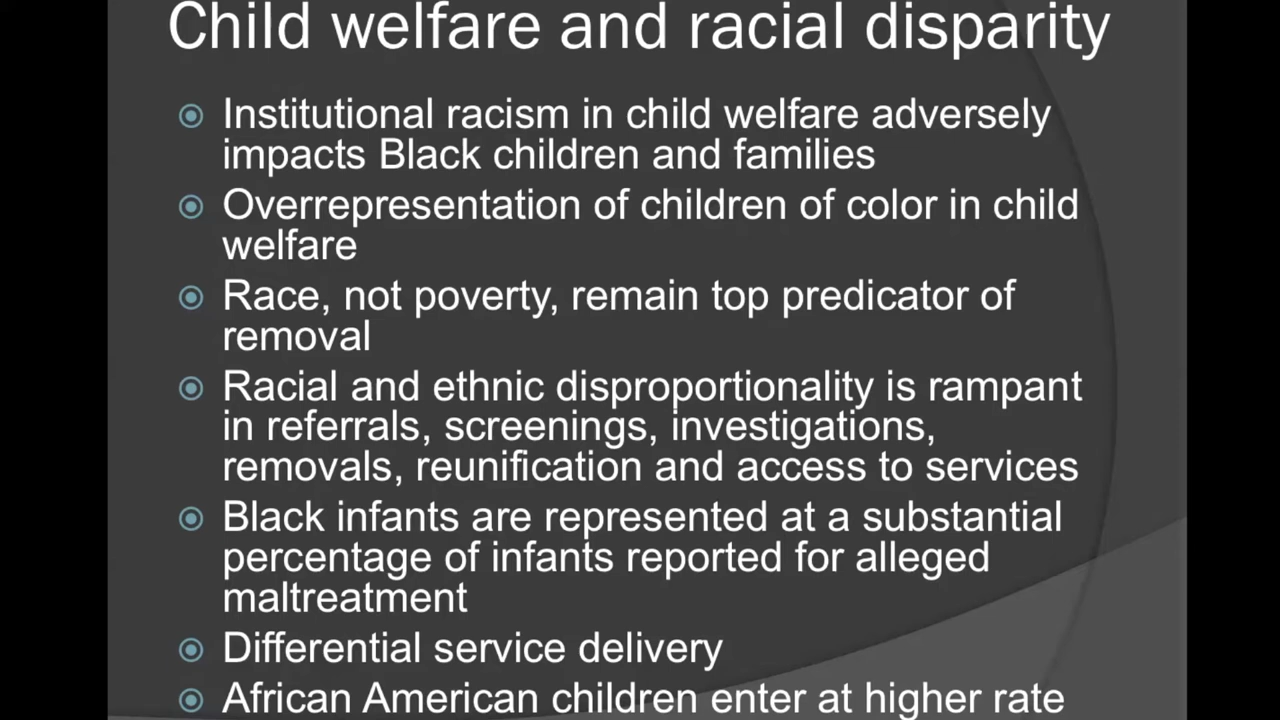 Child welfare and racial disparity
Institutional racism in child welfare adversely
impacts Black children and families
Overrepresentation of children of color in child
welfare
Race, not poverty, remain top predicator of
removal
Racial and ethnic disproportionality is rampant
in referrals, screenings, investigations,
removals, reunification and access to services
Black infants are represented at a substantial
percentage of infants reported for alleged
maltreatment
Differential service delivery
African American children enter at higher rate